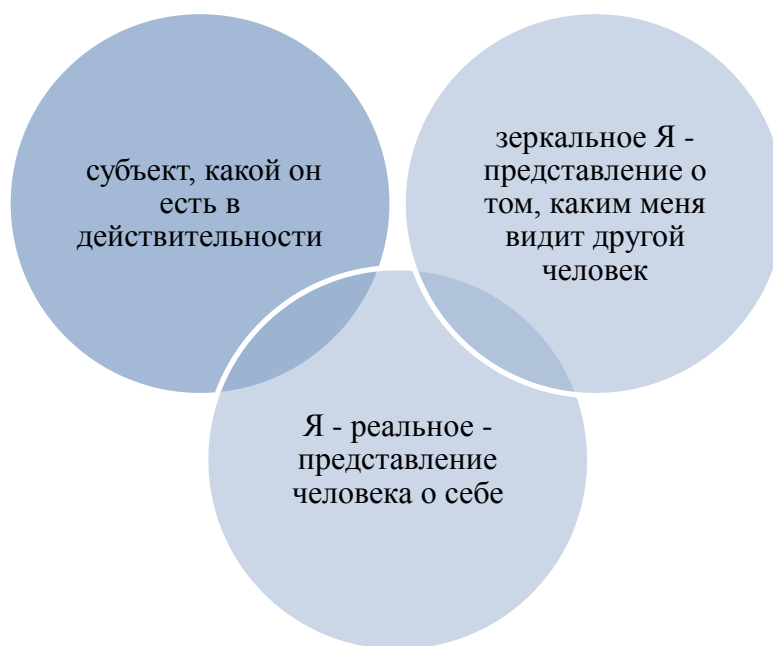 субъект, какой он
есть в
действительности
зеркальное Я -
представление о
том, каким меня
видит другой
человек
Я - реальное -
представление
человека о себе